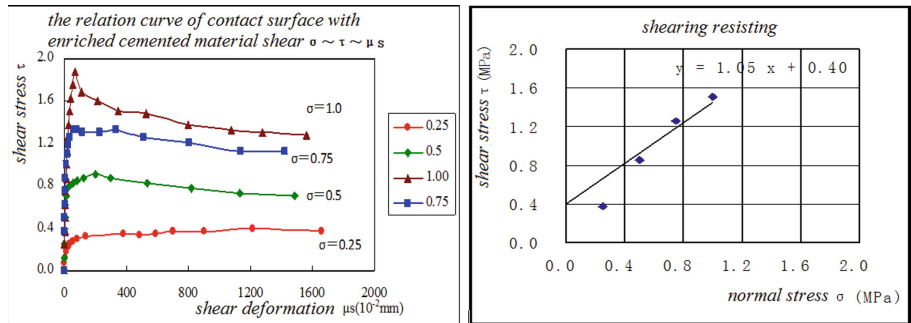 the relation curve of contact surface with
enriched cemented material shear σ ~ τ ~ μs
shear stress τ
2.0
1.6
1.2
0.8
0.4
0.0
σ=1.0
σ=0.75
σ=0.5
σ=0.25
0.25
0.5
1.00
0.75
0 400 800 1200 1600 2000
shear deformation μs(10⁻²mm)
shearing resisting
y = 1.05 x + 0.40
shear stress τ (MPa)
2.0
1.6
1.2
0.8
0.4
0.0
0.0 0.4 0.8 1.2 1.6 2.0
normal stress σ (MPa)